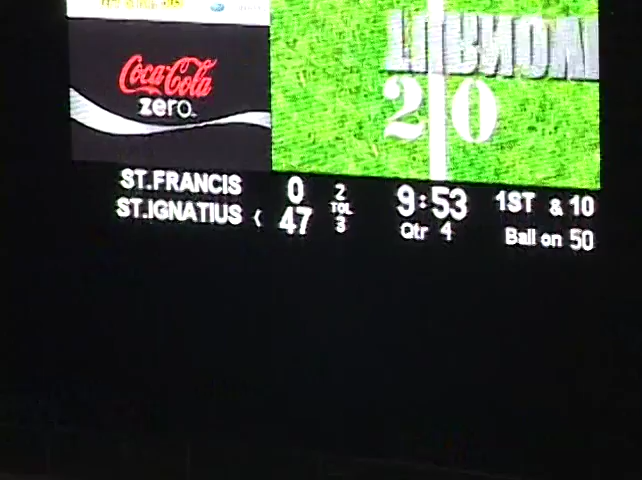 Coca-Cola
zero
2 0
ST.FRANCIS 0 2 9:53 1ST & 10
TOL
ST.IGNATIUS < 47 3 Qtr 4 Ball on 50